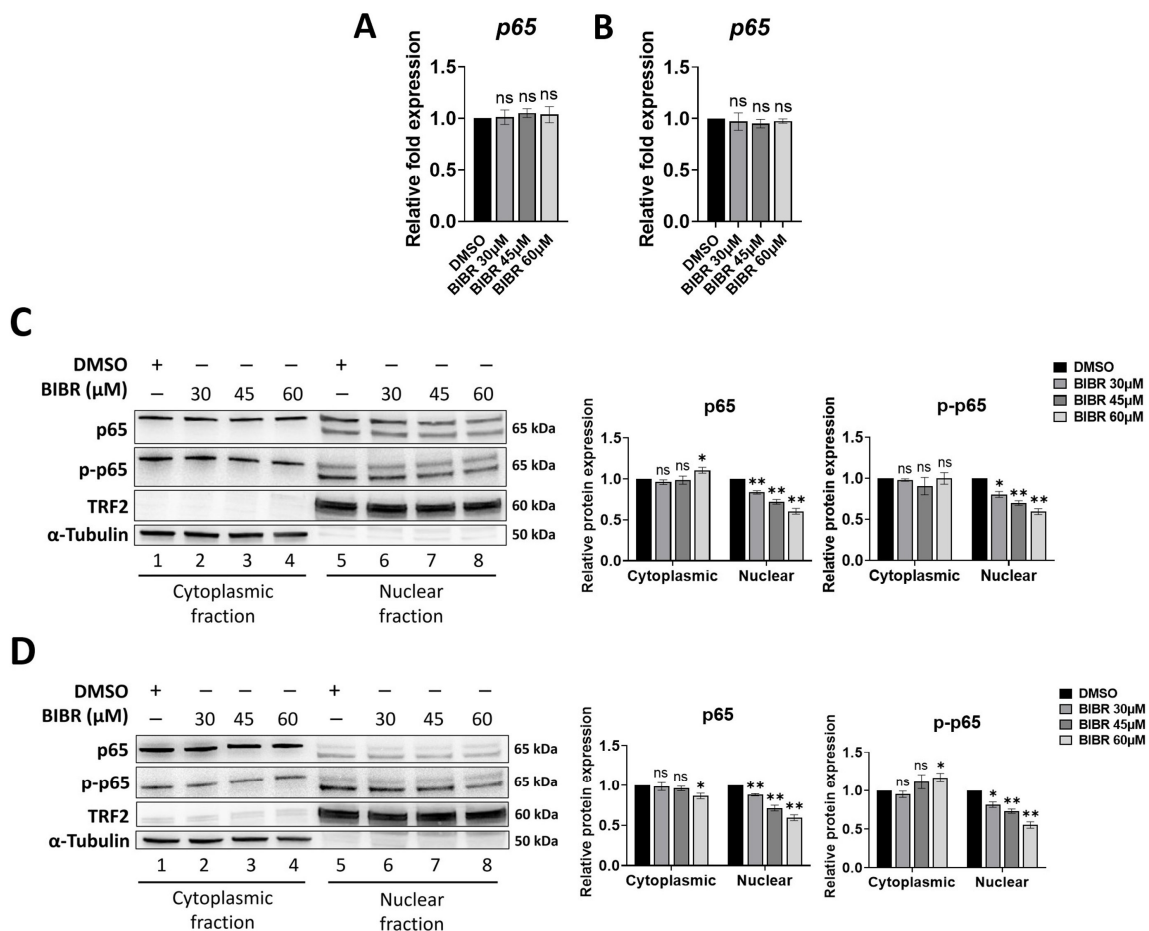 A
p65
Relative fold expression
1.5
1.0
0.5
0.0
ns ns ns
DMSO
BIBR 30µM
BIBR 45µM
BIBR 60µM
B
p65
Relative fold expression
1.5
1.0
0.5
0.0
ns ns ns
DMSO
BIBR 30µM
BIBR 45µM
BIBR 60µM
C
DMSO + – – – + – – –
BIBR (µM) – 30 45 60 – 30 45 60
p65 65 kDa
p-p65 65 kDa
TRF2 60 kDa
α-Tubulin 50 kDa
1 2 3 4 5 6 7 8
Cytoplasmic fraction
Nuclear fraction
p65
Relative protein expression
1.5
1.0
0.5
0.0
ns ns * ** ** **
Cytoplasmic Nuclear
p-p65
Relative protein expression
1.5
1.0
0.5
0.0
ns ns ns * ** **
Cytoplasmic Nuclear
DMSO
BIBR 30µM
BIBR 45µM
BIBR 60µM
D
DMSO + – – – + – – –
BIBR (µM) – 30 45 60 – 30 45 60
p65 65 kDa
p-p65 65 kDa
TRF2 60 kDa
α-Tubulin 50 kDa
1 2 3 4 5 6 7 8
Cytoplasmic fraction
Nuclear fraction
p65
Relative protein expression
1.5
1.0
0.5
0.0
ns ns * ** ** **
Cytoplasmic Nuclear
p-p65
Relative protein expression
1.5
1.0
0.5
0.0
ns ns * * ** **
Cytoplasmic Nuclear
DMSO
BIBR 30µM
BIBR 45µM
BIBR 60µM